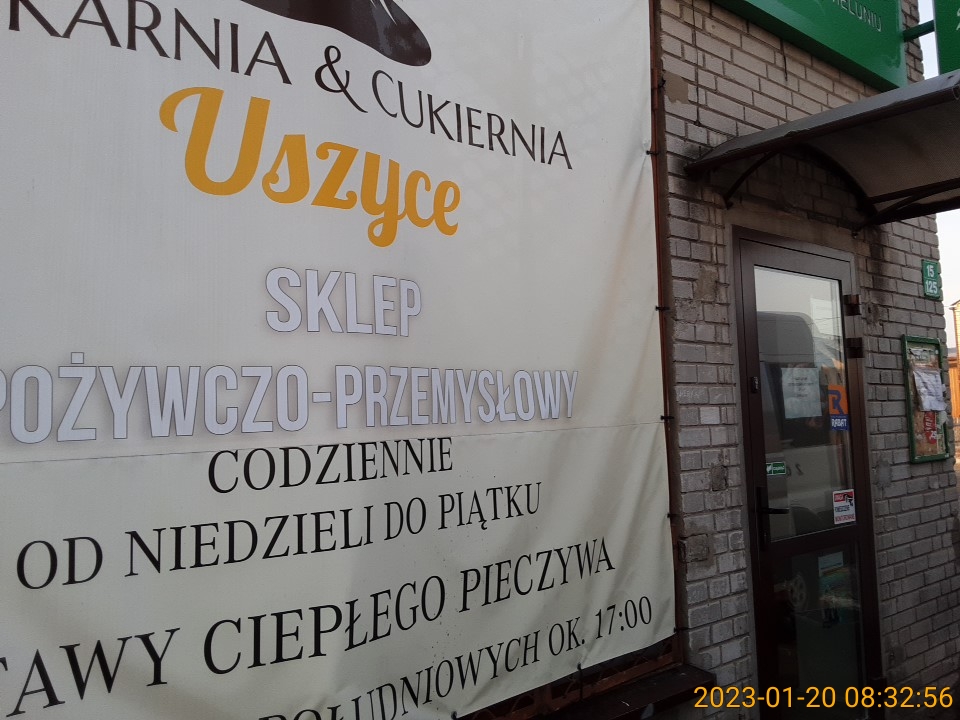 KARNIA & CUKIERNIA
Uszyce
SKLEP
POŻYWCZO-PRZEMYSŁOWY
CODZIENNIE
OD NIEDZIELI DO PIĄTKU
TAWY CIEPŁEGO PIECZYWA
POŁUDNIOWYCH OK. 17:00
WIELUNIU
15
125
2023-01-20 08:32:56